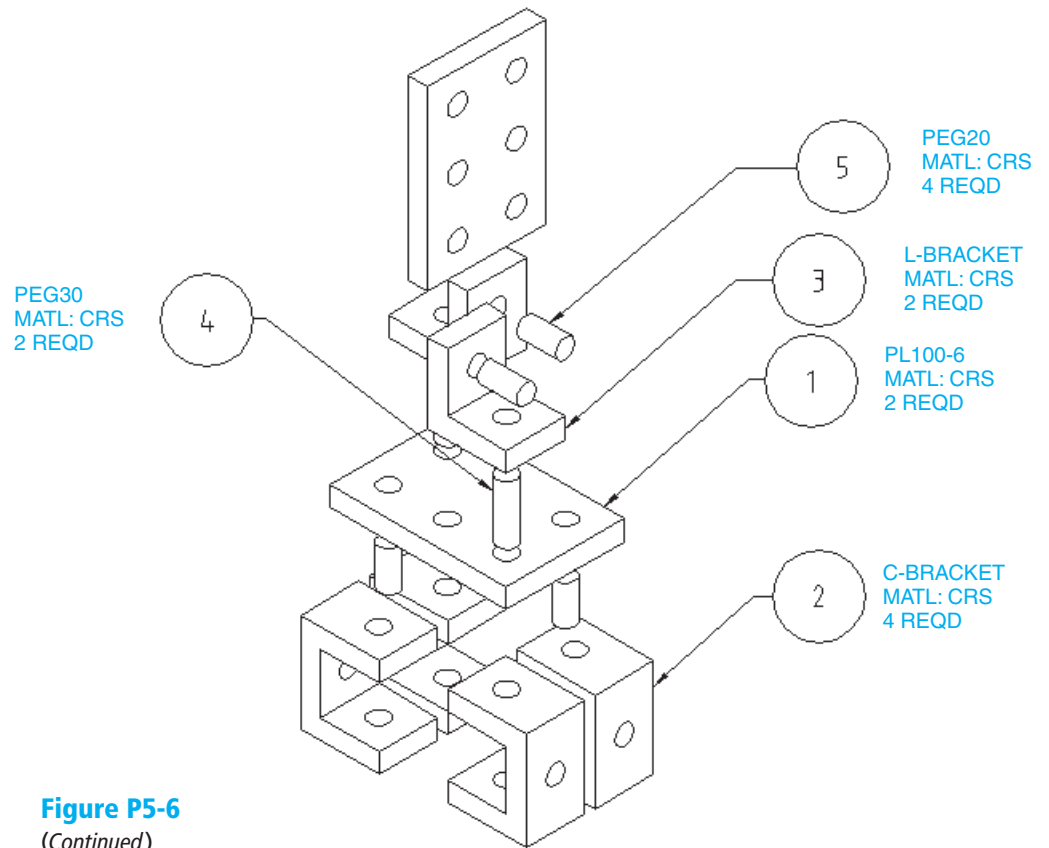 5
PEG20
MATL: CRS
4 REQD
3
L-BRACKET
MATL: CRS
2 REQD
PEG30
MATL: CRS
2 REQD
4
1
PL100-6
MATL: CRS
2 REQD
2
C-BRACKET
MATL: CRS
4 REQD
Figure P5-6
(Continued)